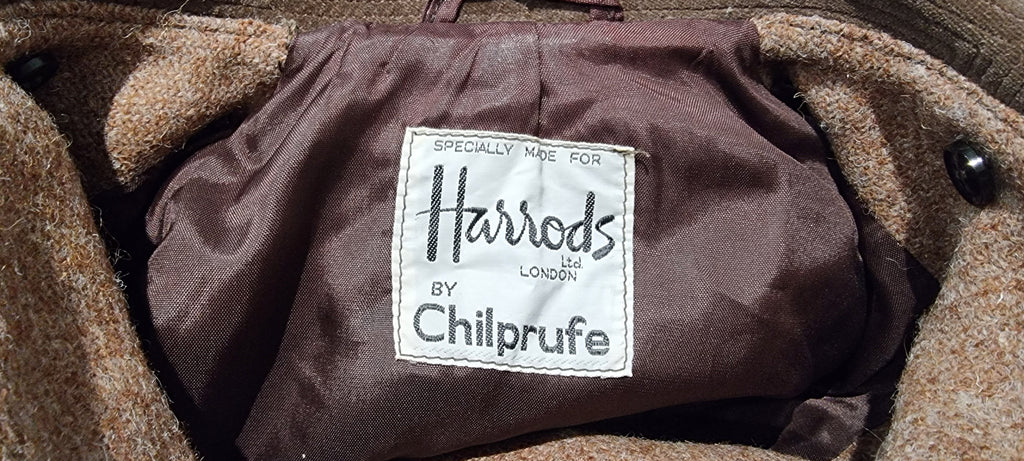 SPECIALLY MADE FOR
Harrods
Ltd.
LONDON
BY
Chilprufe